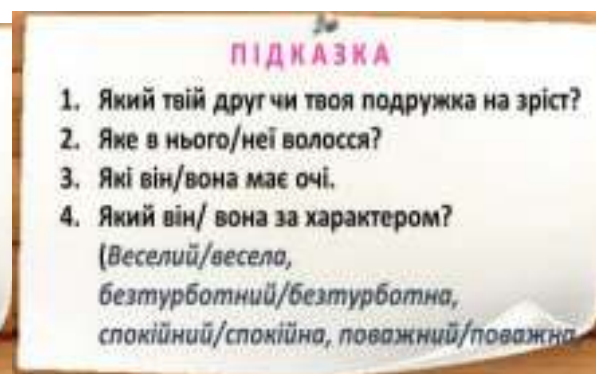 ПІДКАЗКА
1. Який твій друг чи твоя подружка на зріст?
2. Яке в нього/неї волосся?
3. Які він/вона має очі.
4. Який він/ вона за характером?
(Веселий/весела,
безтурботний/безтурботна,
спокійний/спокійна, поважний/поважна